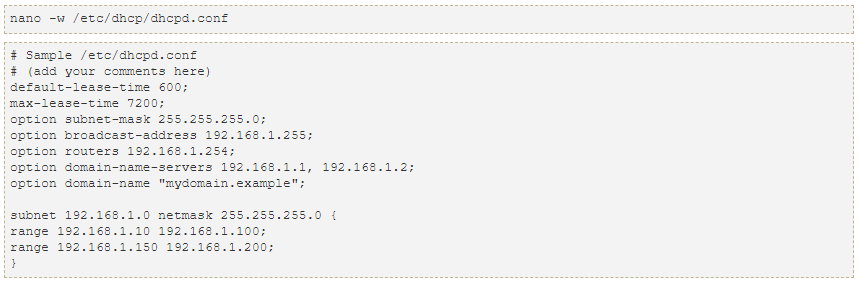 nano -w /etc/dhcp/dhcpd.conf
# Sample /etc/dhcpd.conf
# (add your comments here)
default-lease-time 600;
max-lease-time 7200;
option subnet-mask 255.255.255.0;
option broadcast-address 192.168.1.255;
option routers 192.168.1.254;
option domain-name-servers 192.168.1.1, 192.168.1.2;
option domain-name "mydomain.example";
subnet 192.168.1.0 netmask 255.255.255.0 {
range 192.168.1.10 192.168.1.100;
range 192.168.1.150 192.168.1.200;
}